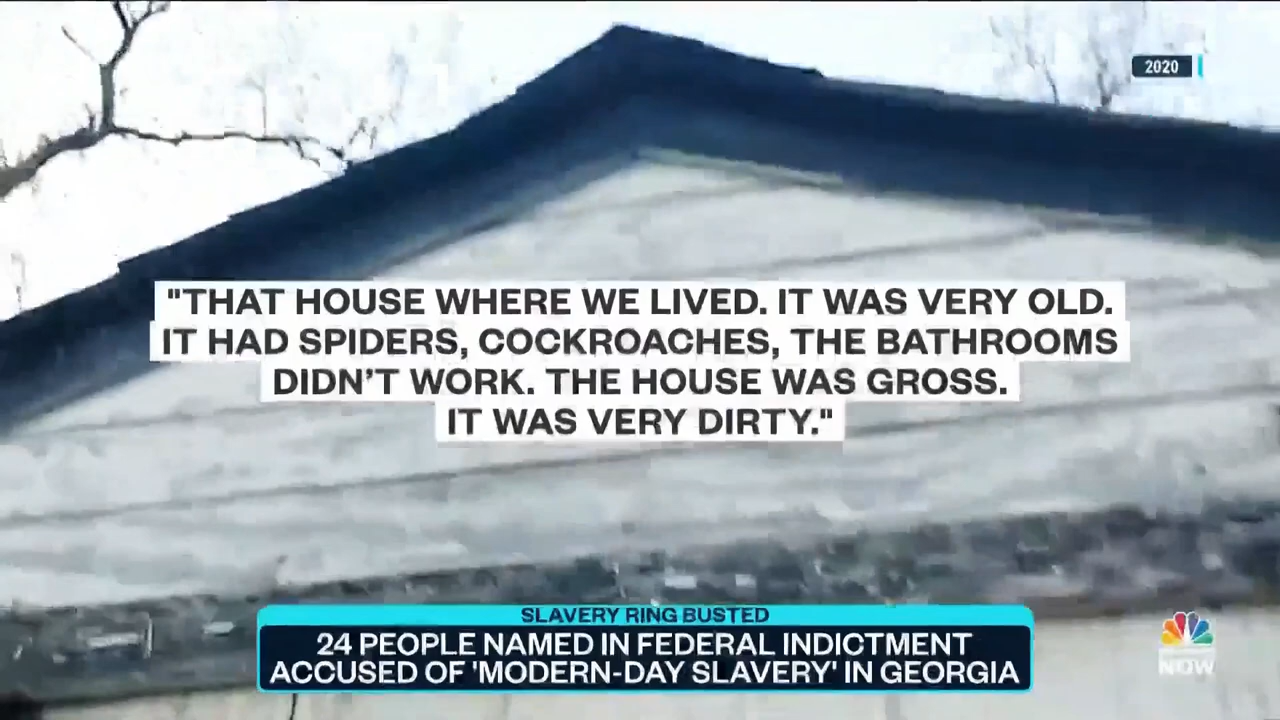 2020
"THAT HOUSE WHERE WE LIVED. IT WAS VERY OLD.
IT HAD SPIDERS, COCKROACHES, THE BATHROOMS
DIDN'T WORK. THE HOUSE WAS GROSS.
IT WAS VERY DIRTY."
SLAVERY RING BUSTED
24 PEOPLE NAMED IN FEDERAL INDICTMENT
ACCUSED OF 'MODERN-DAY SLAVERY' IN GEORGIA
NOW